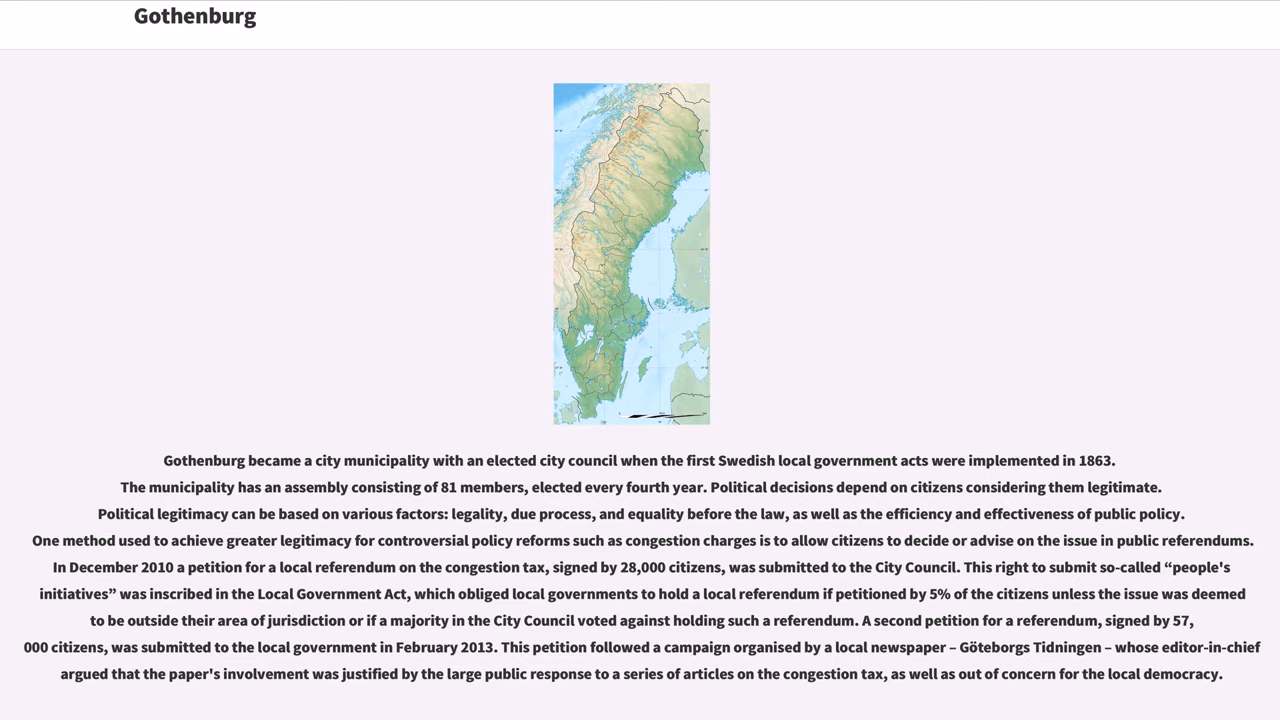 Gothenburg
Gothenburg became a city municipality with an elected city council when the first Swedish local government acts were implemented in 1863.
The municipality has an assembly consisting of 81 members, elected every fourth year. Political decisions depend on citizens considering them legitimate.
Political legitimacy can be based on various factors: legality, due process, and equality before the law, as well as the efficiency and effectiveness of public policy.
One method used to achieve greater legitimacy for controversial policy reforms such as congestion charges is to allow citizens to decide or advise on the issue in public referendums.
In December 2010 a petition for a local referendum on the congestion tax, signed by 28,000 citizens, was submitted to the City Council. This right to submit so-called “people's
initiatives” was inscribed in the Local Government Act, which obliged local governments to hold a local referendum if petitioned by 5% of the citizens unless the issue was deemed
to be outside their area of jurisdiction or if a majority in the City Council voted against holding such a referendum. A second petition for a referendum, signed by 57,
000 citizens, was submitted to the local government in February 2013. This petition followed a campaign organised by a local newspaper – Göteborgs Tidningen – whose editor-in-chief
argued that the paper's involvement was justified by the large public response to a series of articles on the congestion tax, as well as out of concern for the local democracy.